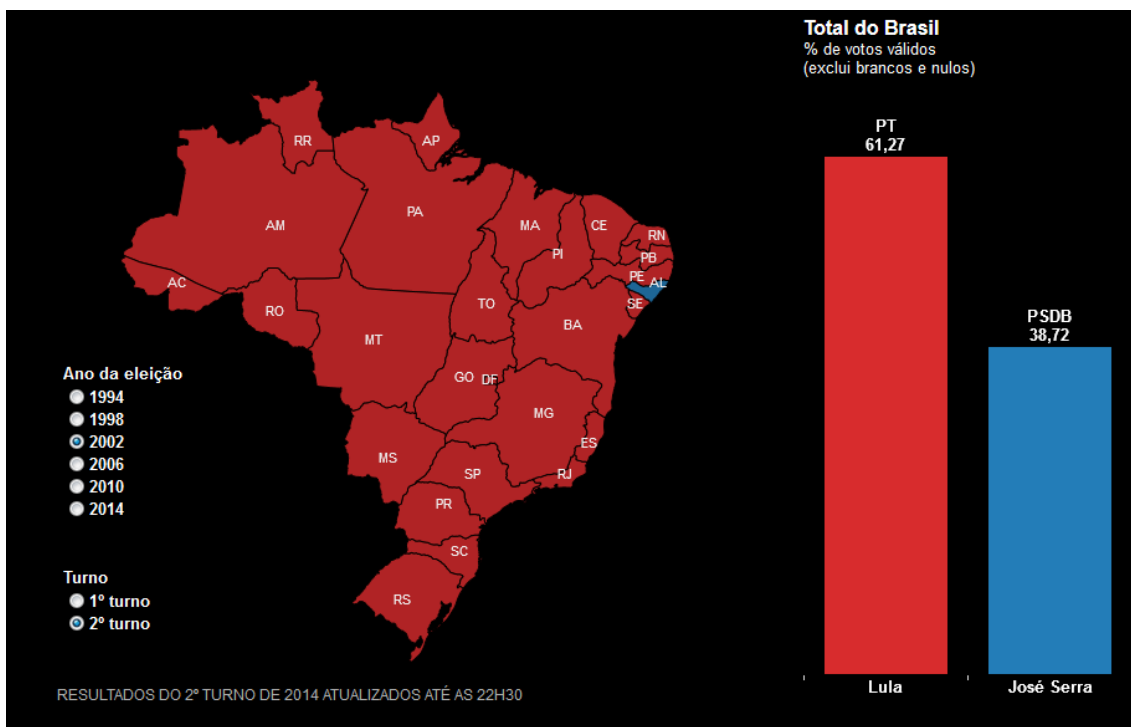 Total do Brasil
% de votos válidos
(exclui brancos e nulos)
PT
61,27
PSDB
38,72
Lula
José Serra
RR
AP
AM
PA
MA
CE
RN
PI
PB
PE
AL
AC
SE
RO
TO
BA
MT
GO
DF
MG
ES
MS
SP
RJ
PR
SC
RS
Ano da eleição
1994
1998
2002
2006
2010
2014
Turno
1º turno
2º turno
RESULTADOS DO 2º TURNO DE 2014 ATUALIZADOS ATÉ AS 22H30